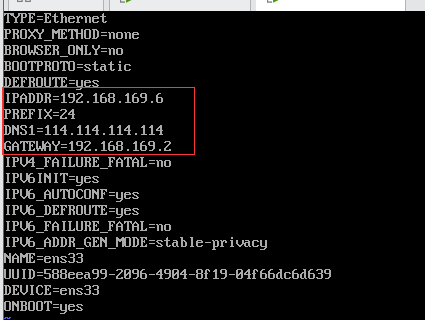 TYPE=Ethernet
PROXY_METHOD=none
BROWSER_ONLY=no
BOOTPROTO=static
DEFROUTE=yes
IPADDR=192.168.169.6
PREFIX=24
DNS1=114.114.114.114
GATEWAY=192.168.169.2
IPV4_FAILURE_FATAL=no
IPV6INIT=yes
IPV6_AUTOCONF=yes
IPV6_DEFROUTE=yes
IPV6_FAILURE_FATAL=no
IPV6_ADDR_GEN_MODE=stable-privacy
NAME=ens33
UUID=588eea99-2096-4904-8f19-04f66dc6d639
DEVICE=ens33
ONBOOT=yes
~